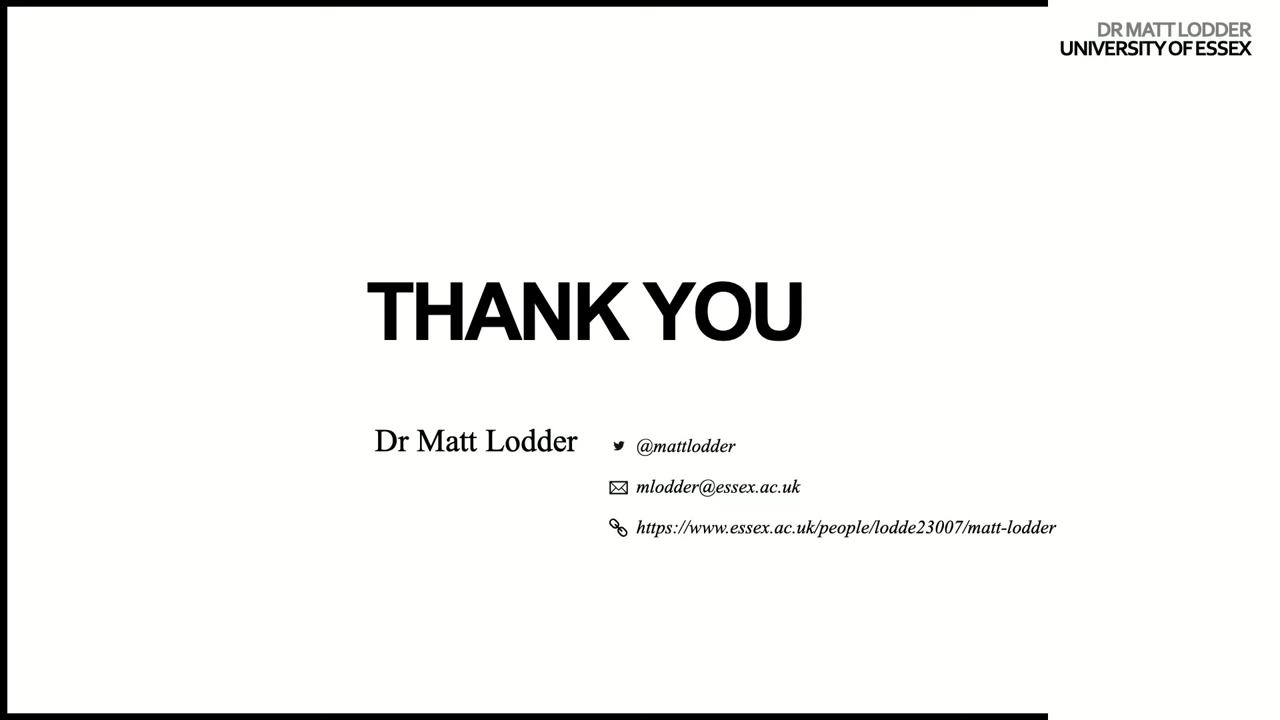 DR MATT LODDER
UNIVERSITY OF ESSEX
THANK YOU
Dr Matt Lodder
@mattlodder
mlodder@essex.ac.uk
https://www.essex.ac.uk/people/lodde23007/matt-lodder